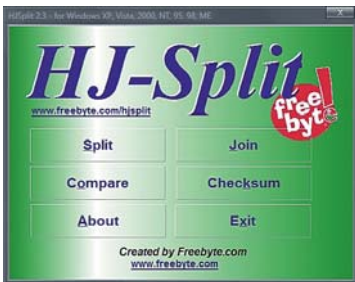 HJSplit 2.3 - for Windows XP, Vista, 2000, NT, 95, 98, ME
HJ-Split
www.freebyte.com/hjsplit
free
byte!
Split
Join
Compare
Checksum
About
Exit
Created by Freebyte.com
www.freebyte.com